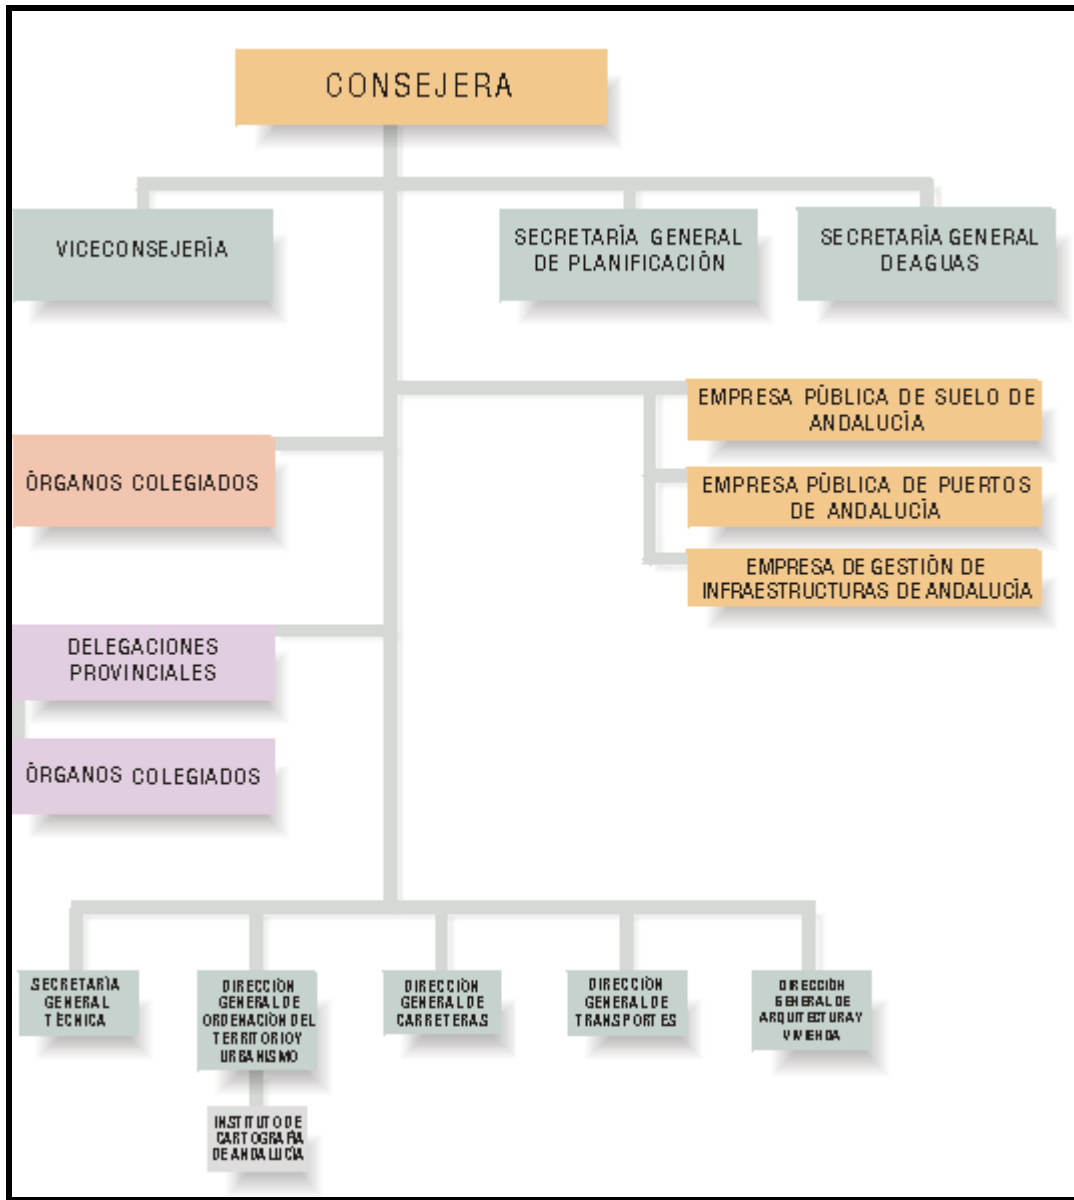 CONSEJERA
VICECONSEJERÍA
SECRETARÍA GENERAL
DE PLANIFICACIÓN
SECRETARÍA GENERAL
DEAGUAS
EMPRESA PÚBLICA DE SUELO DE
ANDALUCÍA
ÓRGANOS COLEGIADOS
EMPRESA PÚBLICA DE PUERTOS
DE ANDALUCÍA
EMPRESA DE GESTIÓN DE
INFRAESTRUCTURAS DE ANDALUCÍA
DELEGACIONES
PROVINCIALES
ÓRGANOS COLEGIADOS
SECRETARÍA
GENERAL
TÉCNICA
DIRECCIÓN
GENERAL DE
ORDENACIÓN DEL
TERRITORIO Y
URBANISMO
DIRECCIÓN
GENERAL DE
CARRETERAS
DIRECCIÓN
GENERAL DE
TRANSPORTES
DIRECCIÓN
GENERAL DE
ARQUITECTURA Y
VIVIENDA
INSTITUTO DE
CARTOGRAFÍA
DE ANDALUCÍA